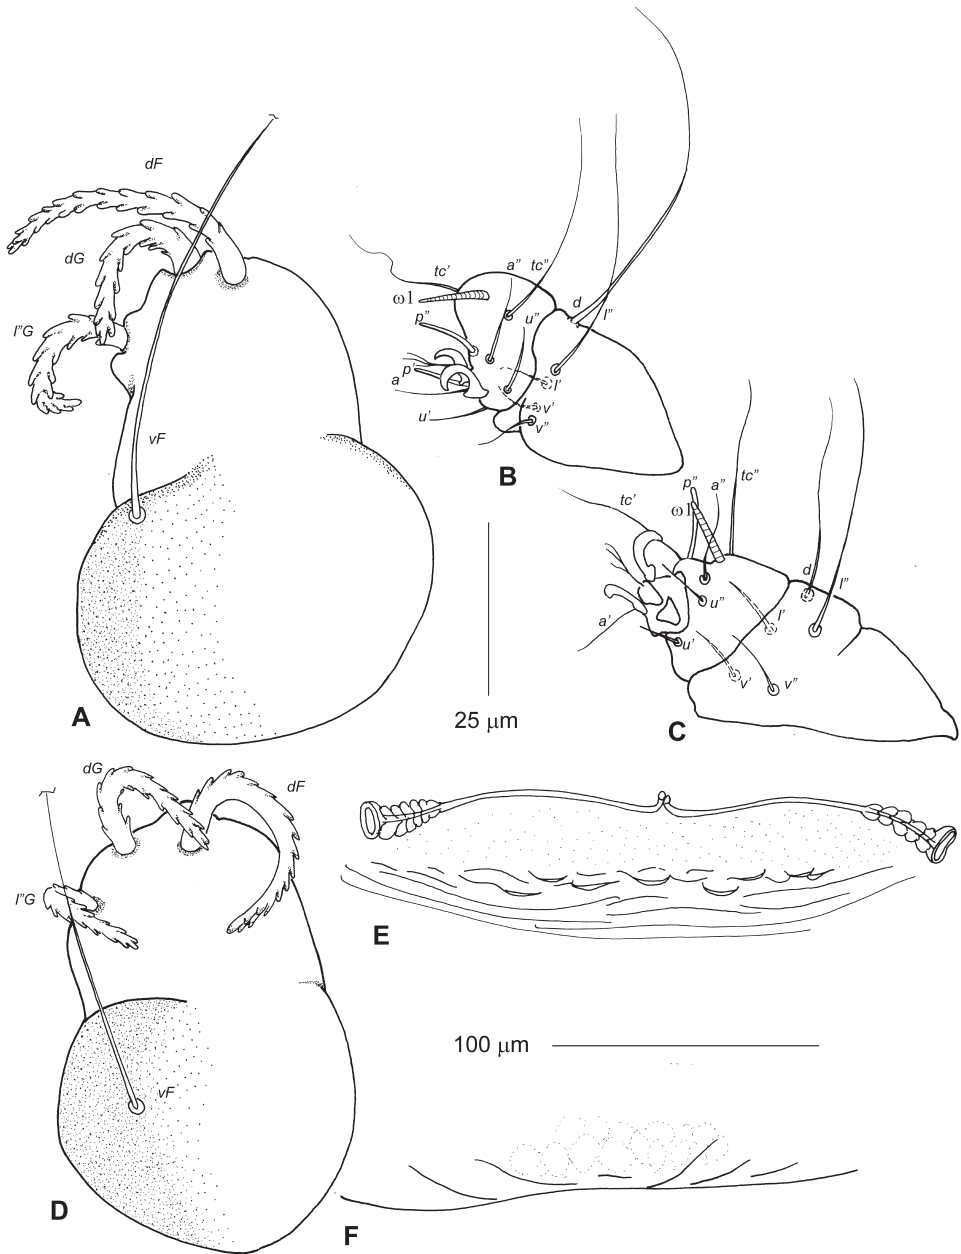 dF
dG
l"G
vF
A
tc'
ω1
a"
tc"
p"
u"
d
l"
p'
a
l'
u'
v'
v"
B
p"
a"
tc"
tc'
ω1
d
l"
u"
l'
a'
u'
v'
v"
C
25 μm
dG
dF
l"G
vF
D
E
100 μm
F